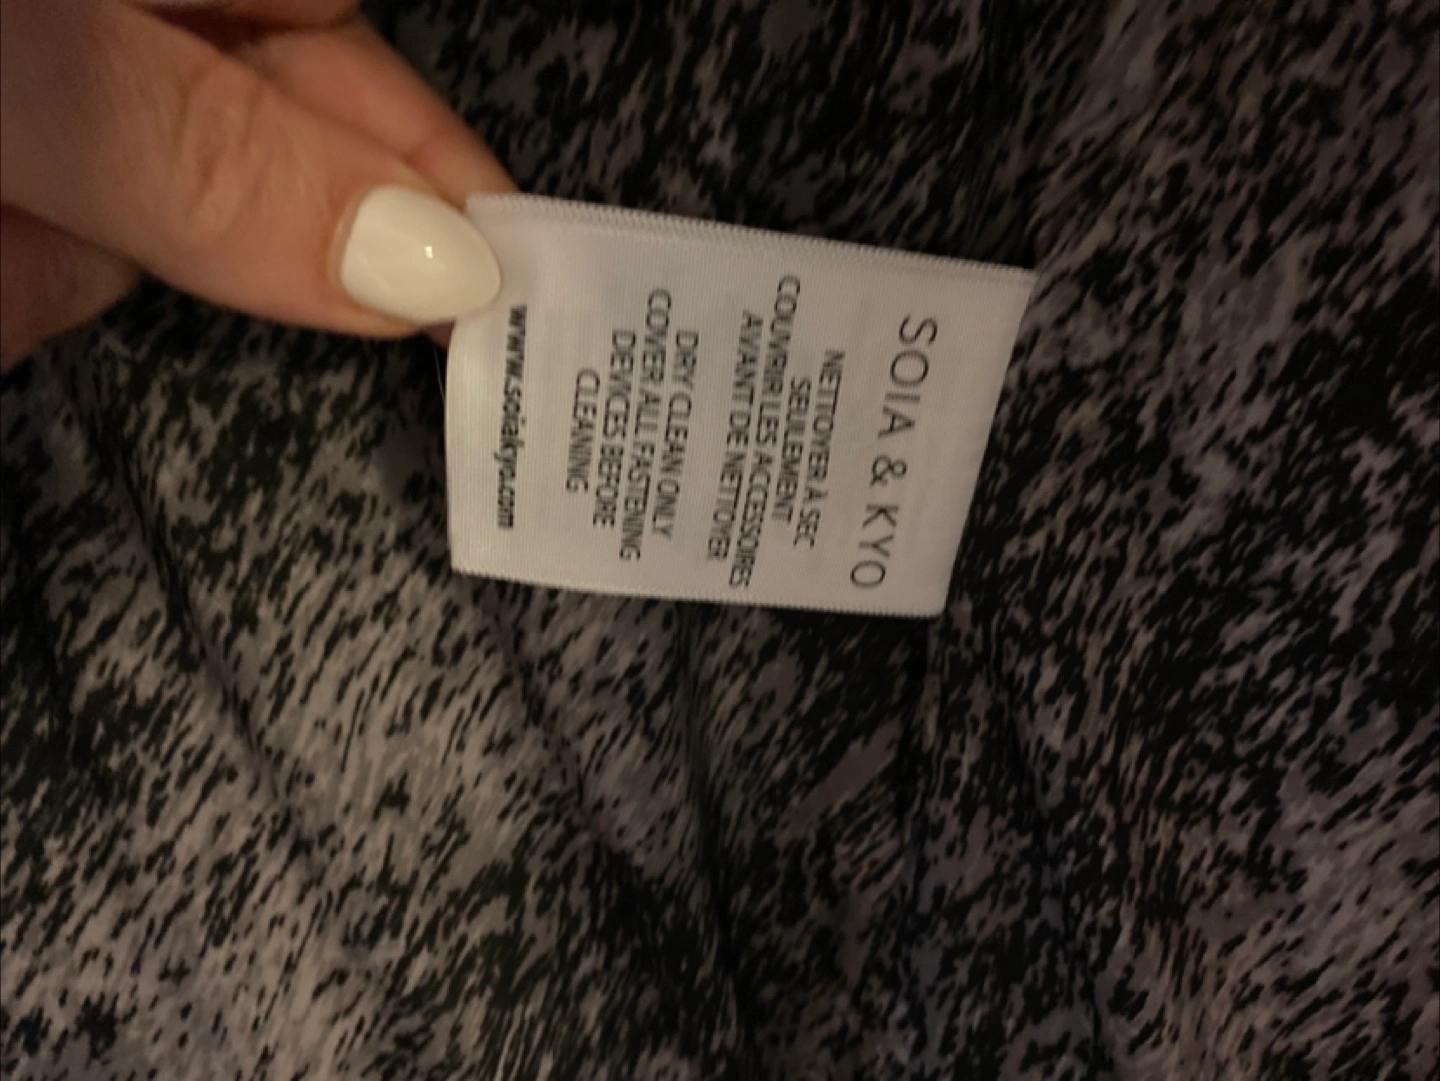 SOIA & KYO
NETTOYER A SEC
SEULEMENT
COUVRIR LES ACCESSOIRES
AVANT DE NETTOYER
DRY CLEAN ONLY
COVER ALL FASTENING
DEVICES BEFORE
CLEANING
www.soiakyo.com